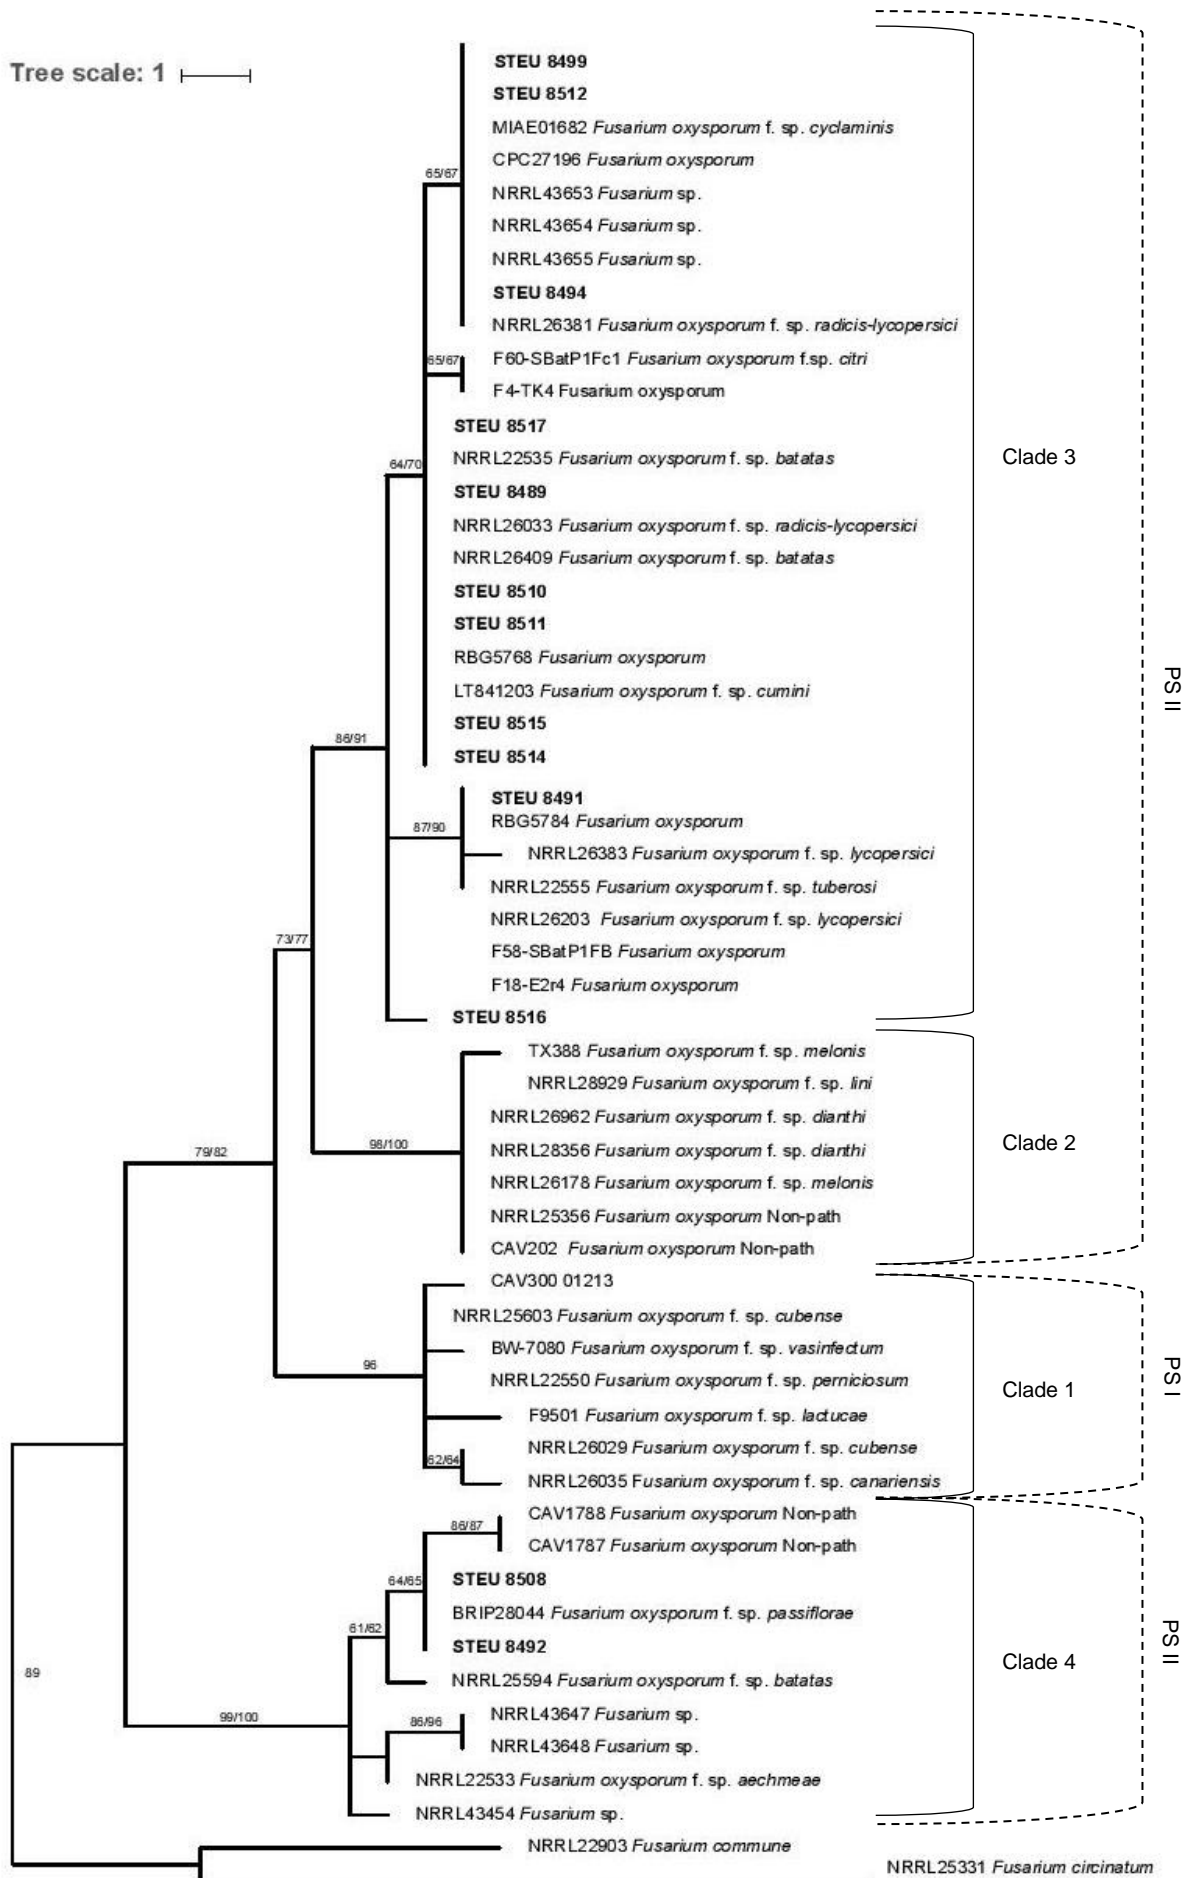 Tree scale: 1
STEU 8499
STEU 8512
MIAE01682 Fusarium oxysporum f. sp. cyclaminis
CPC27196 Fusarium oxysporum
65/67
NRRL43653 Fusarium sp.
NRRL43654 Fusarium sp.
NRRL43655 Fusarium sp.
STEU 8494
NRRL26381 Fusarium oxysporum f. sp. radicis-lycopersici
65/67
F60-SBatP1Fc1 Fusarium oxysporum f.sp. citri
F4-TK4 Fusarium oxysporum
STEU 8517
NRRL22535 Fusarium oxysporum f. sp. batatas
Clade 3
64/70
STEU 8489
NRRL26033 Fusarium oxysporum f. sp. radicis-lycopersici
NRRL26409 Fusarium oxysporum f. sp. batatas
STEU 8510
STEU 8511
RBG5768 Fusarium oxysporum
LT841203 Fusarium oxysporum f. sp. cumini
PS II
STEU 8515
86/91
STEU 8514
STEU 8491
RBG5784 Fusarium oxysporum
87/90
NRRL26383 Fusarium oxysporum f. sp. lycopersici
NRRL22555 Fusarium oxysporum f. sp. tuberosi
NRRL26203 Fusarium oxysporum f. sp. lycopersici
73/77
F58-SBatP1FB Fusarium oxysporum
F18-E2r4 Fusarium oxysporum
STEU 8516
TX388 Fusarium oxysporum f. sp. melonis
NRRL28929 Fusarium oxysporum f. sp. lini
NRRL26962 Fusarium oxysporum f. sp. dianthi
98/100
NRRL28356 Fusarium oxysporum f. sp. dianthi
Clade 2
79/82
NRRL26178 Fusarium oxysporum f. sp. melonis
NRRL25356 Fusarium oxysporum Non-path
CAV202 Fusarium oxysporum Non-path
CAV300 01213
NRRL25603 Fusarium oxysporum f. sp. cubense
BW-7080 Fusarium oxysporum f. sp. vasinfectum
96
NRRL22550 Fusarium oxysporum f. sp. perniciosum
Clade 1
PS I
F9501 Fusarium oxysporum f. sp. lactucae
NRRL26029 Fusarium oxysporum f. sp. cubense
62/64
NRRL26035 Fusarium oxysporum f. sp. canariensis
CAV1788 Fusarium oxysporum Non-path
86/87
CAV1787 Fusarium oxysporum Non-path
64/65
STEU 8508
BRIP28044 Fusarium oxysporum f. sp. passiflorae
61/62
STEU 8492
PS II
Clade 4
89
NRRL25594 Fusarium oxysporum f. sp. batatas
99/100
86/96
NRRL43647 Fusarium sp.
NRRL43648 Fusarium sp.
NRRL22533 Fusarium oxysporum f. sp. aechmeae
NRRL43454 Fusarium sp.
NRRL22903 Fusarium commune
NRRL25331 Fusarium circinatum